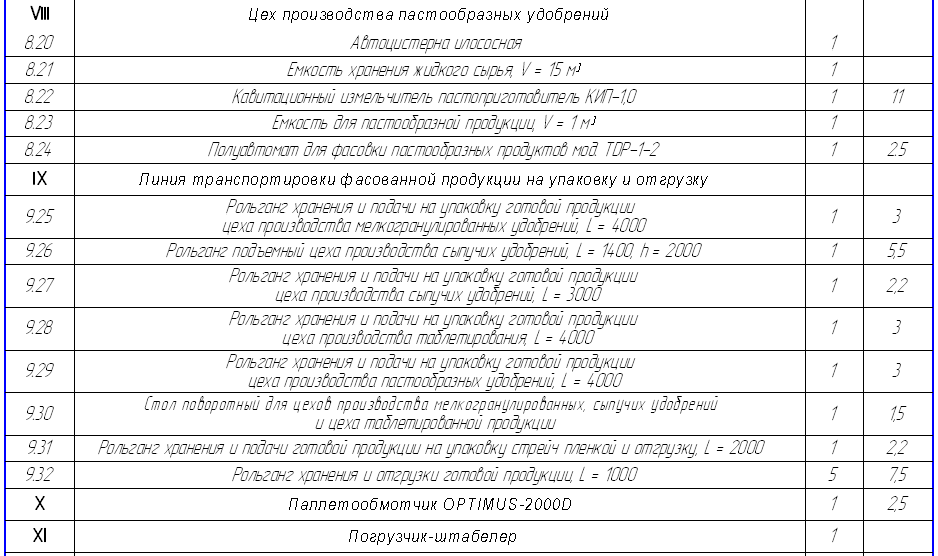 VIII Цех производства пастообразных удобрений
8.20 Автоцистерна илососная 1
8.21 Емкость хранения жидкого сырья, V = 15 м³ 1
8.22 Кавитационный измельчитель пастоприготовитель КИП-1,0 1 11
8.23 Емкость для пастообразной продукции, V = 1 м³ 1
8.24 Полуавтомат для фасовки пастообразных продуктов мод. TDP-1-2 1 2.5
IX Линия транспортировки фасованной продукции на упаковку и отгрузку
9.25 Рольганг хранения и подачи на упаковку готовой продукции
цеха производства мелкогранулированных удобрений, L = 4000 1 3
9.26 Рольганг подъемный цеха производства сыпучих удобрений, L = 1400, h = 2000 1 5,5
9.27 Рольганг хранения и подачи на упаковку готовой продукции
цеха производства сыпучих удобрений, L = 3000 1 2,2
9.28 Рольганг хранения и подачи на упаковку готовой продукции
цеха производства таблетирования, L = 4000 1 3
9.29 Рольганг хранения и подачи на упаковку готовой продукции
цеха производства пастообразных удобрений, L = 4000 1 3
9.30 Стол поворотный для цехов производства мелкогранулированных, сыпучих удобрений
и цеха таблетированной продукции 1 1,5
9.31 Рольганг хранения и подачи готовой продукции на упаковку стрейч пленкой и отгрузку, L = 2000 1 2,2
9.32 Рольганг хранения и отгрузки готовой продукции, L = 1000 5 7,5
X Паллетообмотчик OPTIMUS-2000D 1 2,5
XI Погрузчик-штабелер 1